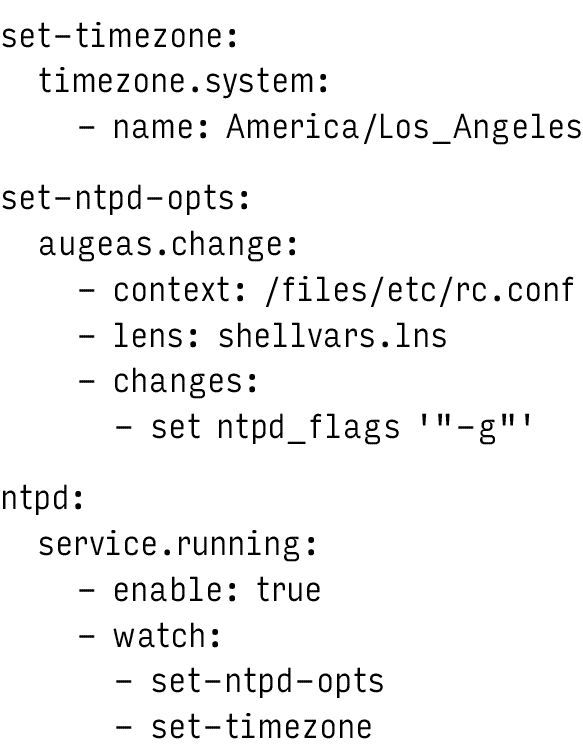 set-timezone:
  timezone.system:
    - name: America/Los_Angeles
set-ntpd-opts:
  augeas.change:
    - context: /files/etc/rc.conf
    - lens: shellvars.lns
    - changes:
      - set ntpd_flags '"-g"'
ntpd:
  service.running:
    - enable: true
    - watch:
      - set-ntpd-opts
      - set-timezone